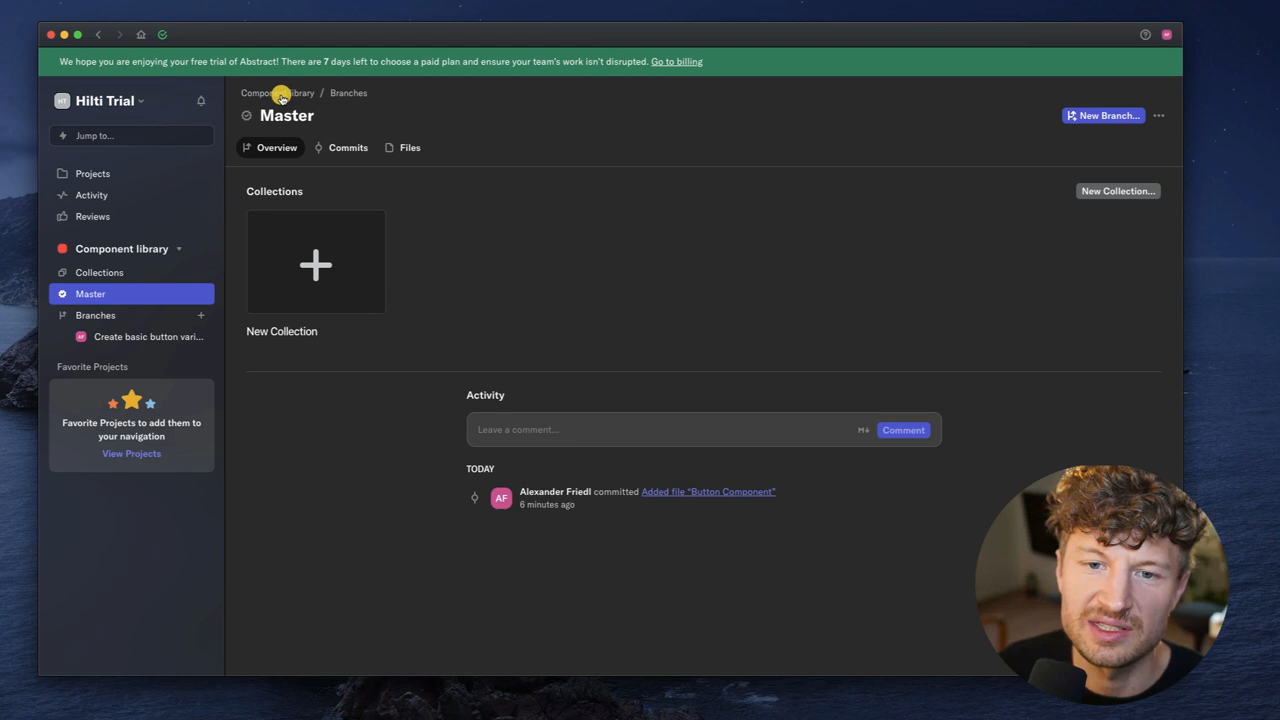 We hope you are enjoying your free trial of Abstract! There are 7 days left to choose a paid plan and ensure your team's work isn't disrupted. Go to billing
HT Hilti Trial
Jump to...
Projects
Activity
Reviews
Component library
Collections
Master
Branches
AF Create basic button vari...
Favorite Projects
Favorite Projects to add them to
your navigation
View Projects
Library / Branches
Master
New Branch...
Overview Commits Files
Collections
New Collection...
New Collection
Activity
Leave a comment... M↓ Comment
TODAY
AF Alexander Friedl committed Added file "Button Component"
6 minutes ago